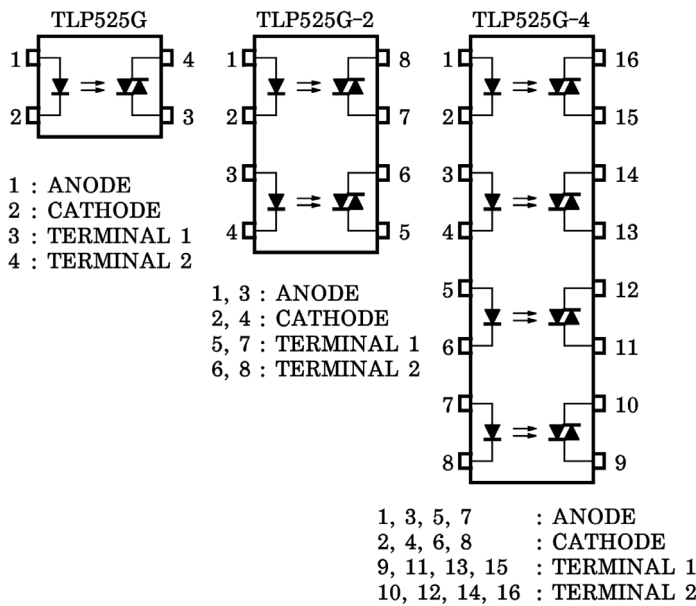 TLP525G
1 4
2 3
1 : ANODE
2 : CATHODE
3 : TERMINAL 1
4 : TERMINAL 2
TLP525G-2
1 8
2 7
3 6
4 5
1, 3 : ANODE
2, 4 : CATHODE
5, 7 : TERMINAL 1
6, 8 : TERMINAL 2
TLP525G-4
1 16
2 15
3 14
4 13
5 12
6 11
7 10
8 9
1, 3, 5, 7 : ANODE
2, 4, 6, 8 : CATHODE
9, 11, 13, 15 : TERMINAL 1
10, 12, 14, 16 : TERMINAL 2